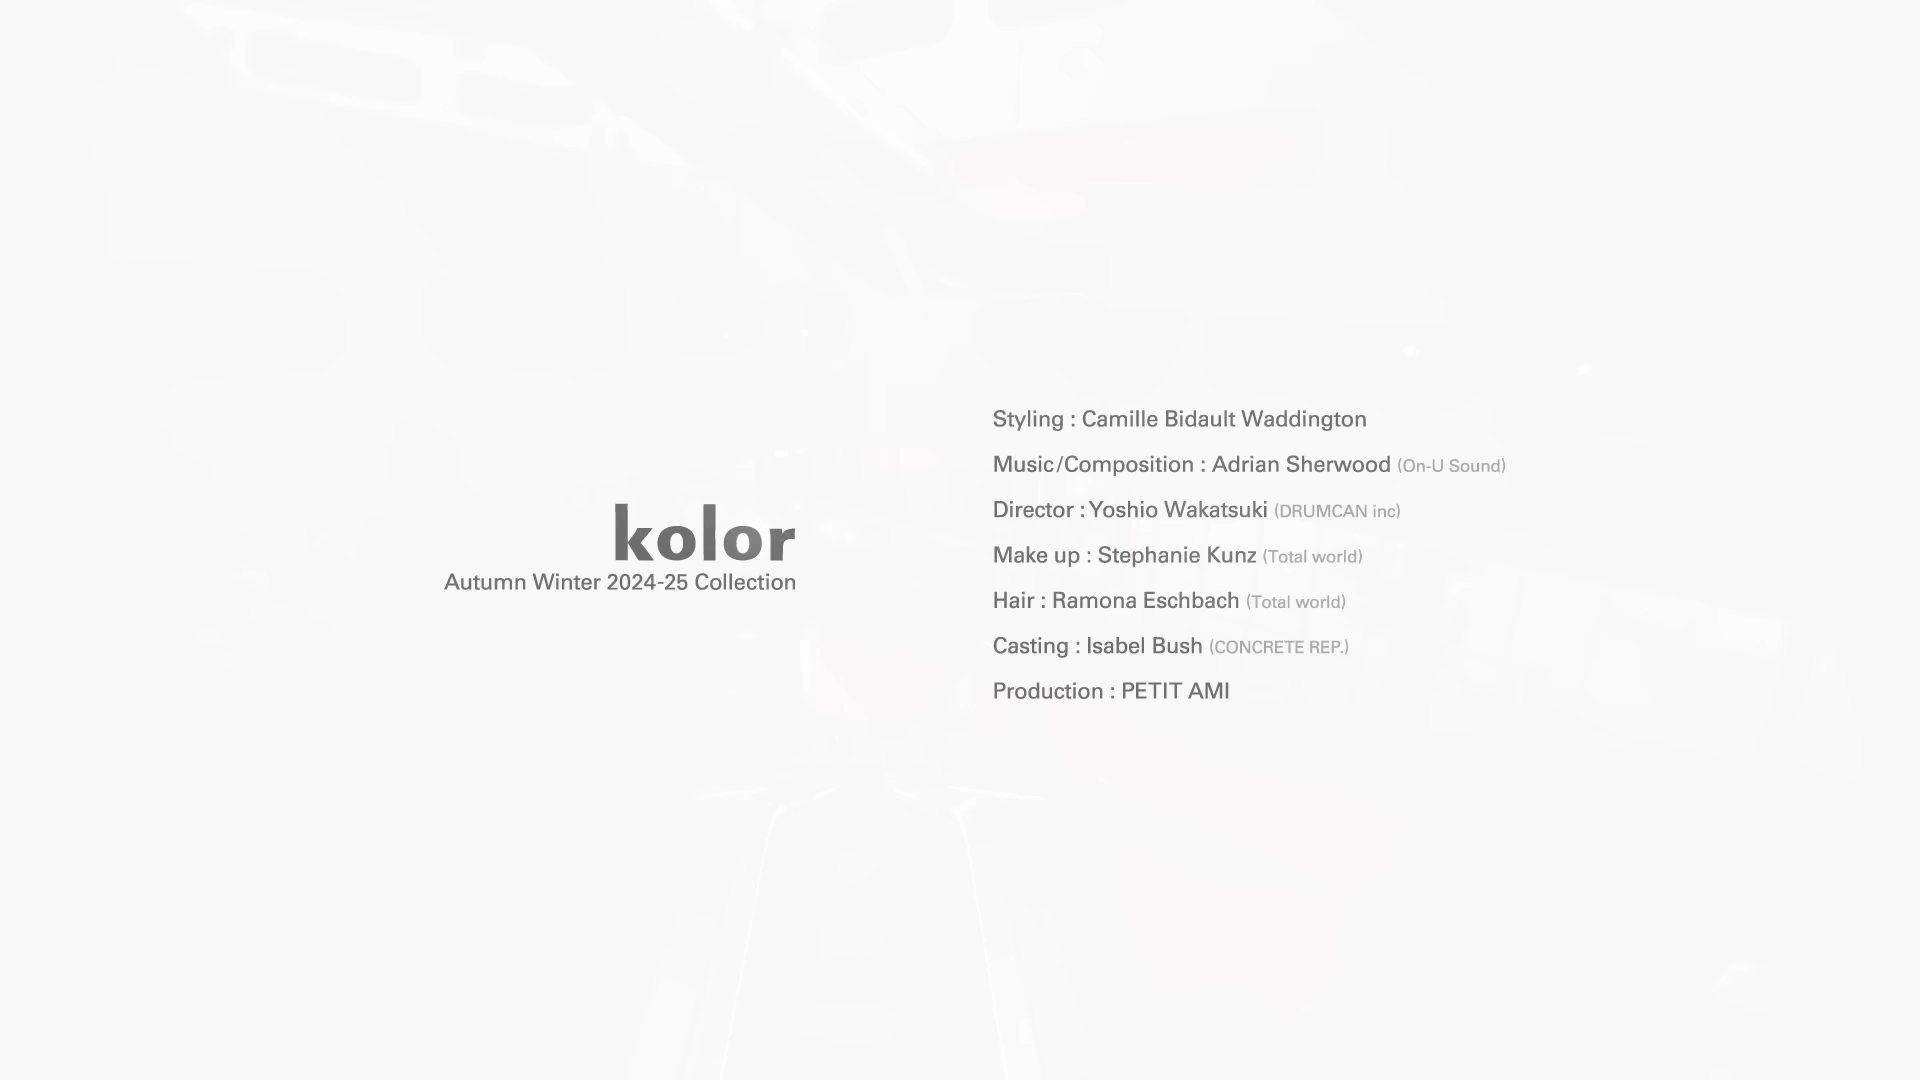 kolor
Autumn Winter 2024-25 Collection
Styling : Camille Bidault Waddington
Music/Composition : Adrian Sherwood (On-U Sound)
Director : Yoshio Wakatsuki (DRUMCAN inc)
Make up : Stephanie Kunz (Total world)
Hair : Ramona Eschbach (Total world)
Casting : Isabel Bush (CONCRETE REP.)
Production : PETIT AMI